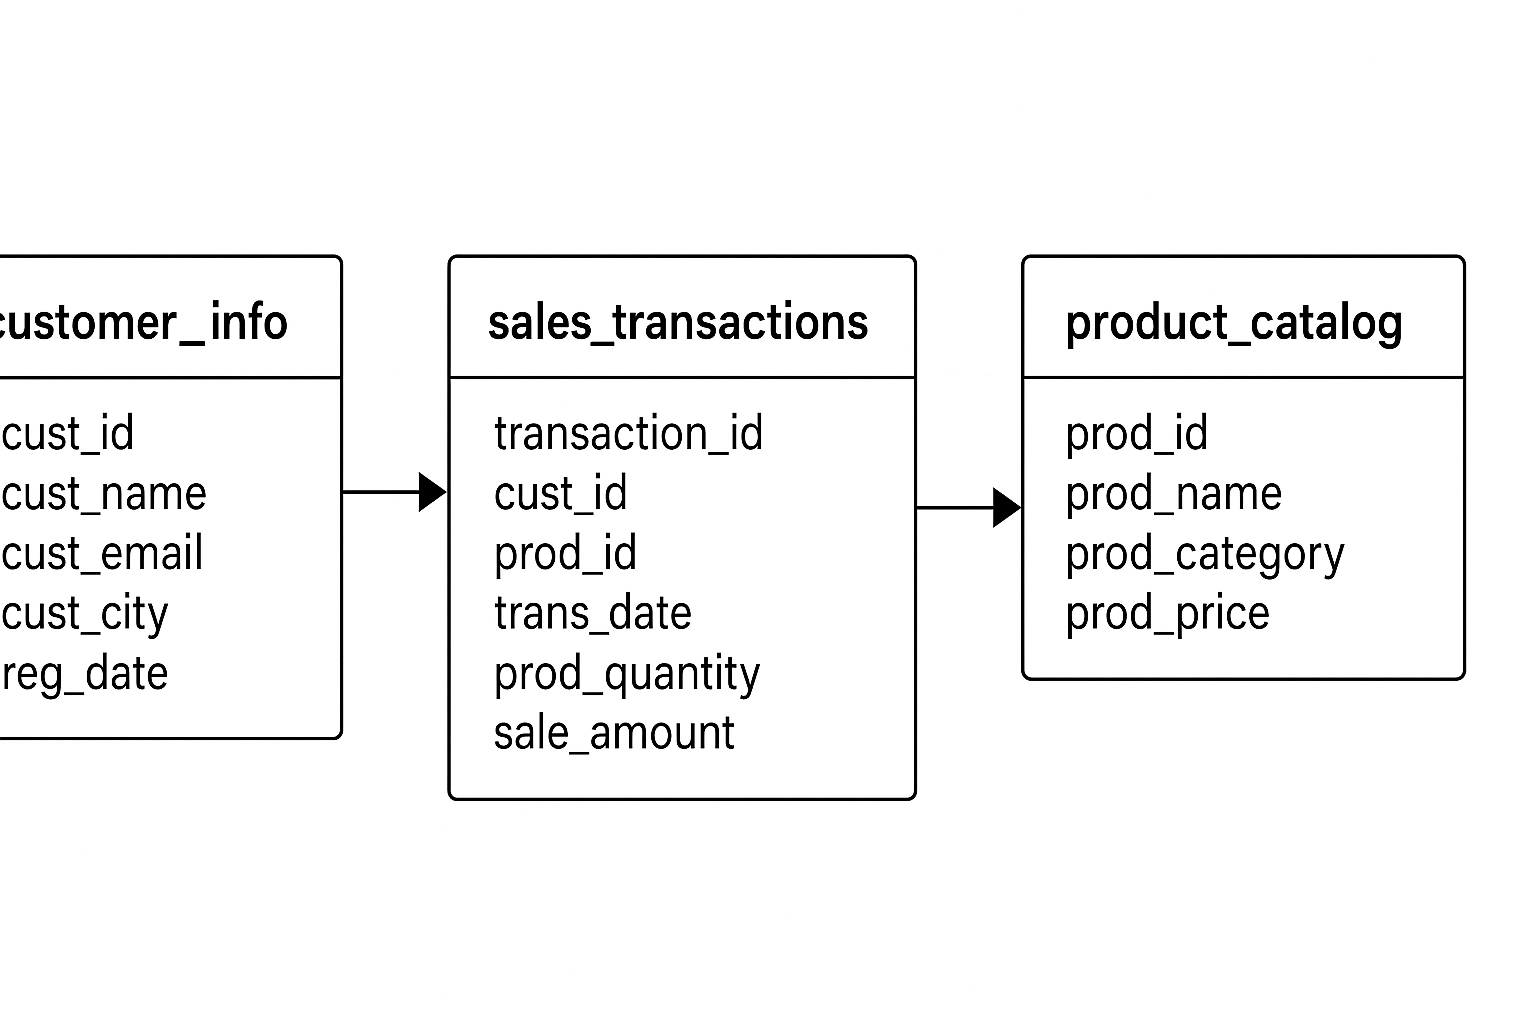 customer_info
cust_id
cust_name
cust_email
cust_city
reg_date
sales_transactions
transaction_id
cust_id
prod_id
trans_date
prod_quantity
sale_amount
product_catalog
prod_id
prod_name
prod_category
prod_price